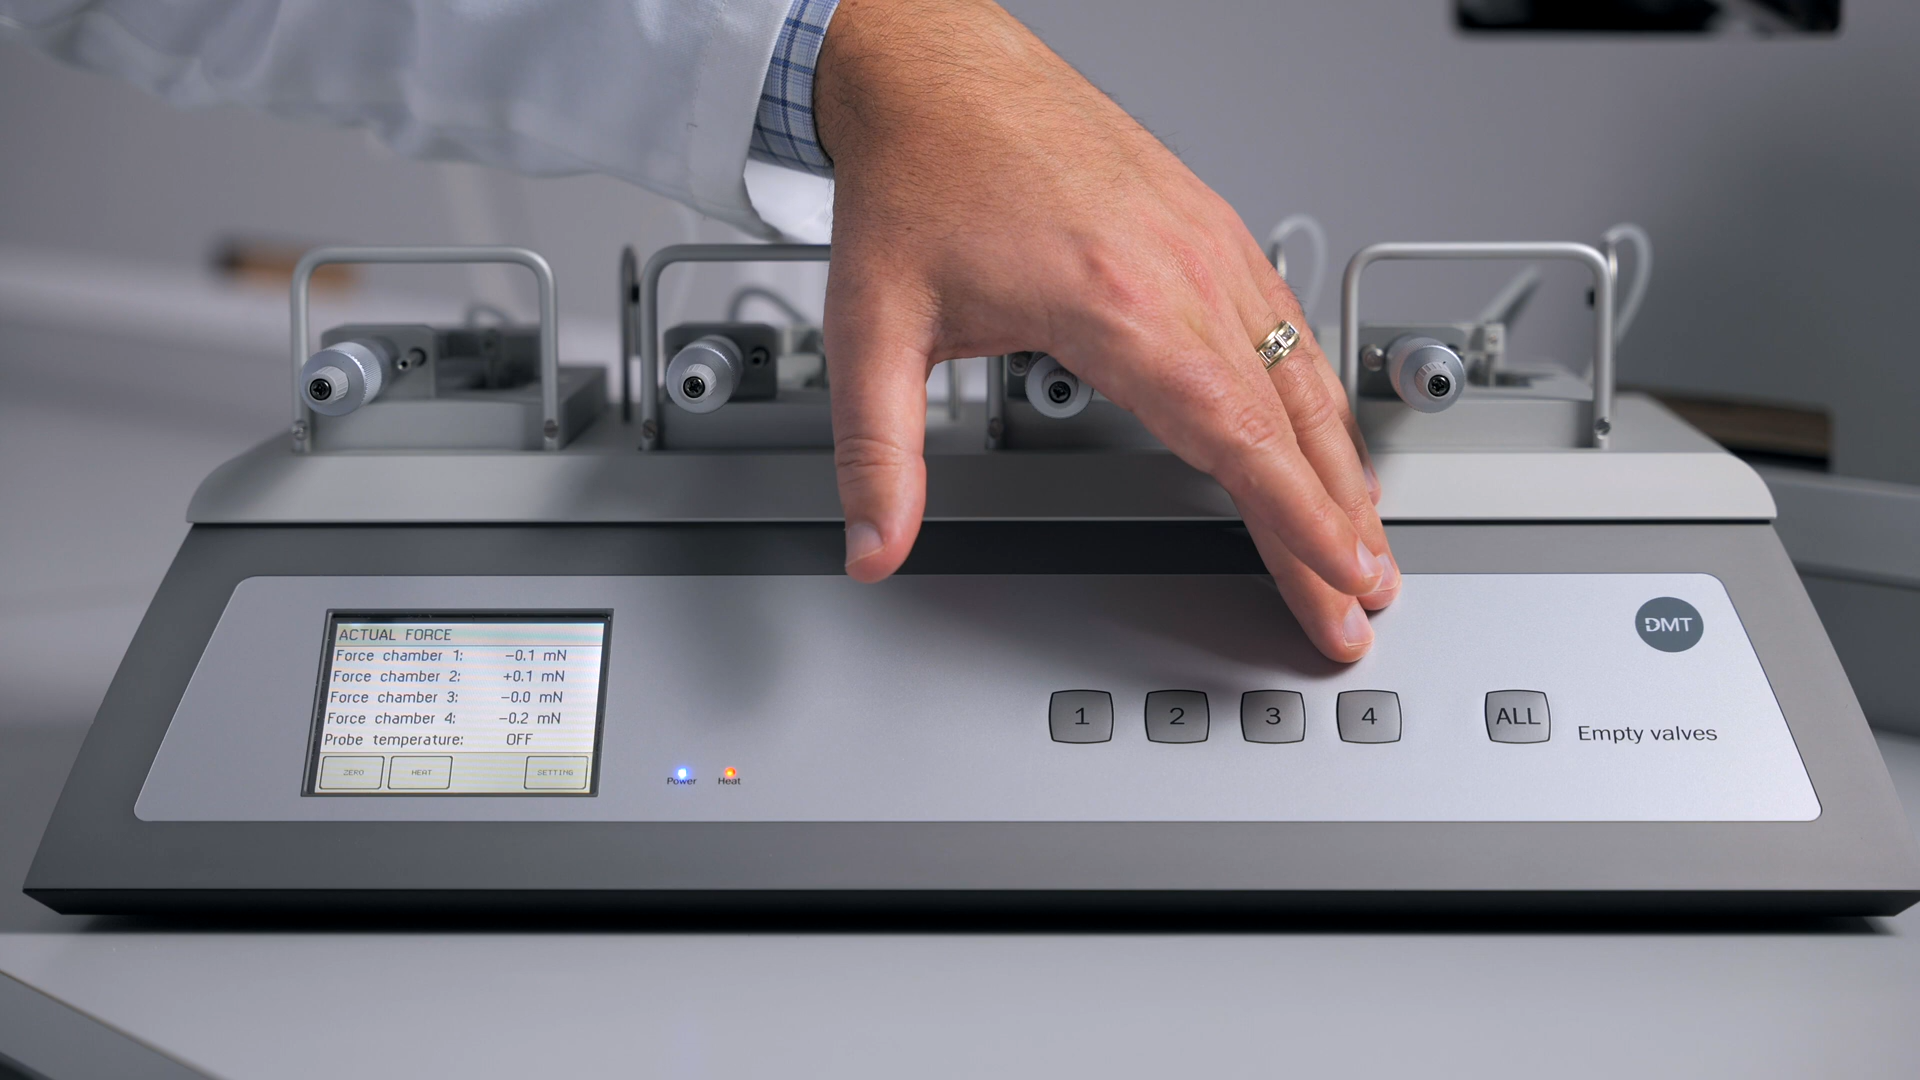 ACTUAL FORCE
Force chamber 1: −0.1 mN
Force chamber 2: +0.1 mN
Force chamber 3: −0.0 mN
Force chamber 4: −0.2 mN
Probe temperature: OFF
ZERO HEAT SETTING
Power Heat
1 2 3 4 ALL Empty valves
DMT